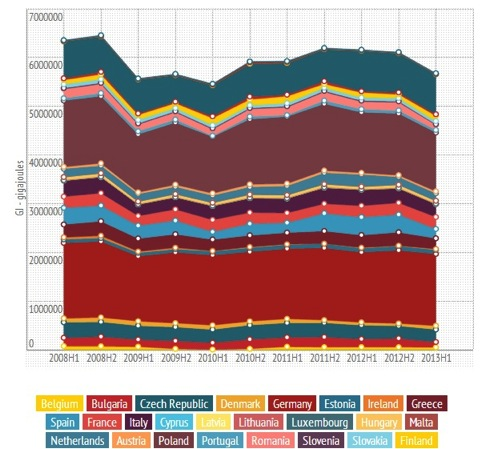 7000000
6000000
5000000
4000000
3000000
2000000
1000000
0
GJ - gigajoules
2008H1 2008H2 2009H1 2009H2 2010H1 2010H2 2011H1 2011H2 2012H1 2012H2 2013H1
Belgium Bulgaria Czech Republic Denmark Germany Estonia Ireland Greece
Spain France Italy Cyprus Latvia Lithuania Luxembourg Hungary Malta
Netherlands Austria Poland Portugal Romania Slovenia Slovakia Finland